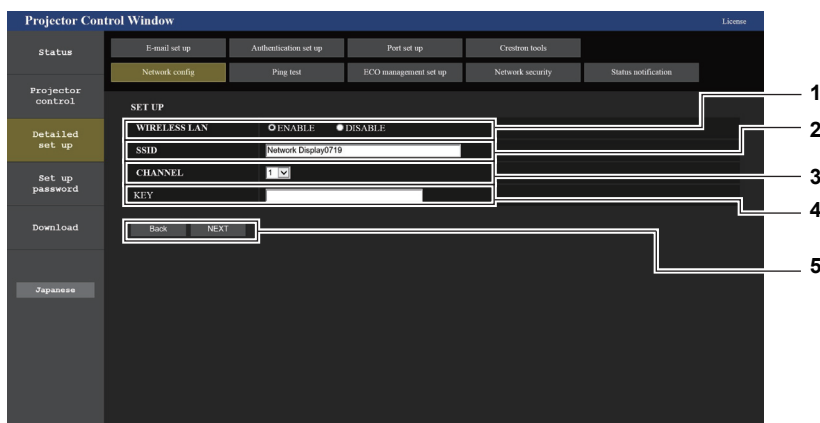 Projector Control Window
License
Status
E-mail set up
Authentication set up
Port set up
Crestron tools
Network config
Ping test
ECO management set up
Network security
Status notification
Projector
control
SET UP
1
WIRELESS LAN
ENABLE
DISABLE
2
Detailed
set up
SSID
Network Display0719
CHANNEL
1
3
Set up
password
KEY
4
Download
Back
NEXT
5
Japanese